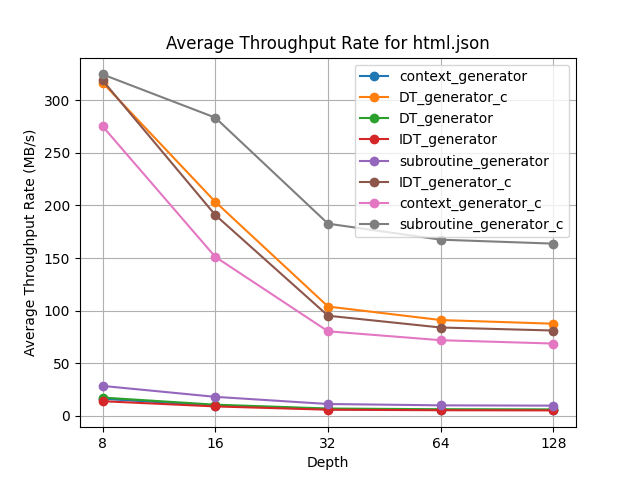 Average Throughput Rate for html.json
Average Throughput Rate (MB/s)
300
250
200
150
100
50
0
context_generator
DT_generator_c
DT_generator
IDT_generator
subroutine_generator
IDT_generator_c
context_generator_c
subroutine_generator_c
8 16 32 64 128
Depth